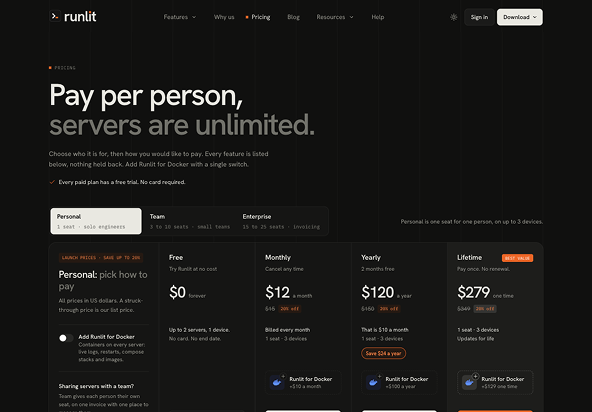 runlit
Features
Why us
Pricing
Blog
Resources
Help
Sign in
Download
PRICING
Pay per person,
servers are unlimited.
Choose who it is for, then how you would like to pay. Every feature is listed
below, nothing held back. Add Runlit for Docker with a single switch.
Every paid plan has a free trial. No card required.
Personal
1 seat · solo engineers
Team
3 to 10 seats · small teams
Enterprise
15 to 25 seats · invoicing
Personal is one seat for one person, on up to 3 devices.
LAUNCH PRICES · SAVE UP TO 20%
Personal: pick how to
pay
All prices in US dollars. A struck-
through price is our list price.
Add Runlit for Docker
Containers on every server:
live logs, restarts, compose
stacks and images.
Sharing servers with a team?
Team gives each person their own
seat, on one invoice with one place to
Free
Try Runlit at no cost
$0 forever
Up to 2 servers, 1 device.
No card. No end date.
Monthly
Cancel any time
$12 a month
$15 20% off
Billed every month
1 seat · 3 devices
Runlit for Docker
+$10 a month
Yearly
2 months free
$120 a year
$150 20% off
That is $10 a month
1 seat · 3 devices
Save $24 a year
Runlit for Docker
+$100 a year
Lifetime
BEST VALUE
Pay once. No renewal.
$279 one time
$349 20% off
1 seat · 3 devices
Updates for life
Runlit for Docker
+$129 one time